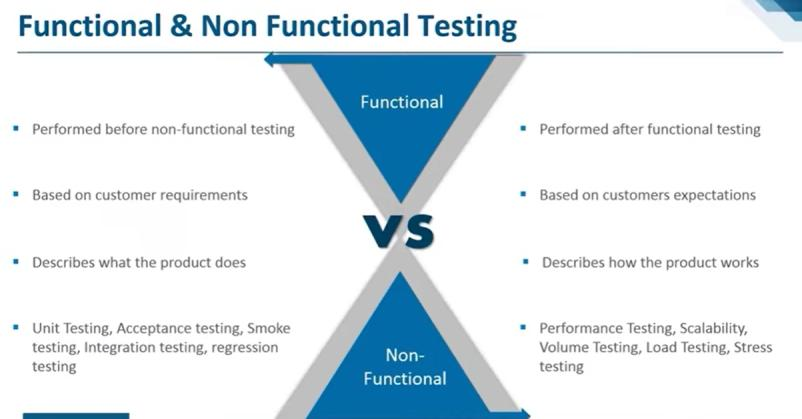 Functional & Non Functional Testing
Functional
Performed before non-functional testing
Based on customer requirements
Describes what the product does
Unit Testing, Acceptance testing, Smoke
testing, Integration testing, regression
testing
VS
Performed after functional testing
Based on customers expectations
Describes how the product works
Performance Testing, Scalability,
Volume Testing, Load Testing, Stress
testing
Non-
Functional